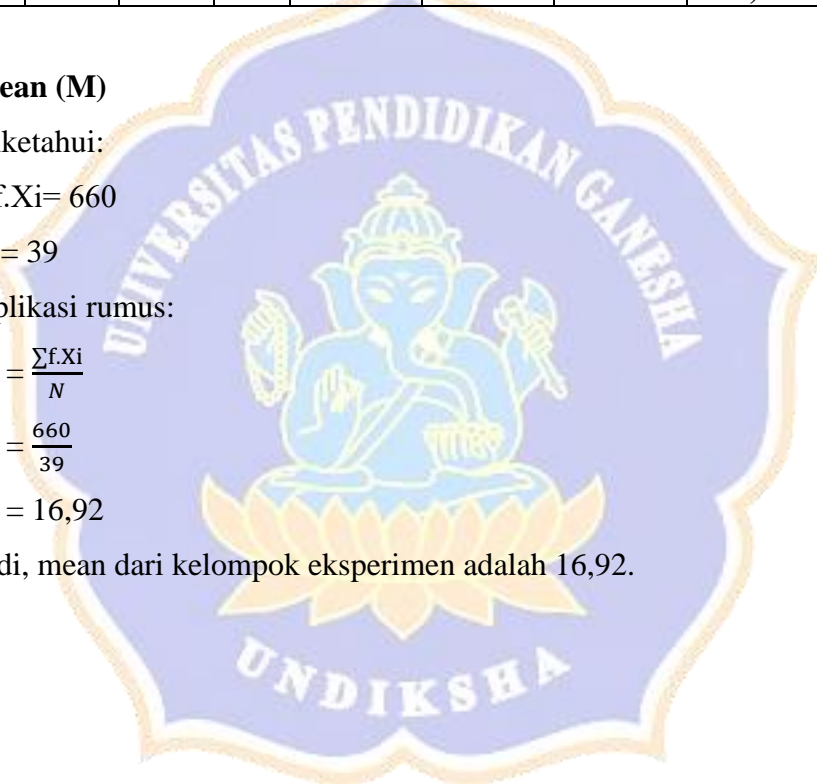 ean (M)
ketahui:
f.Xi= 660
= 39
plikasi rumus:
= ∑f.Xi/N
= 660/39
= 16,92
di, mean dari kelompok eksperimen adalah 16,92.
UNIVERSITAS PENDIDIKAN GANESHA
UNDIKSHA